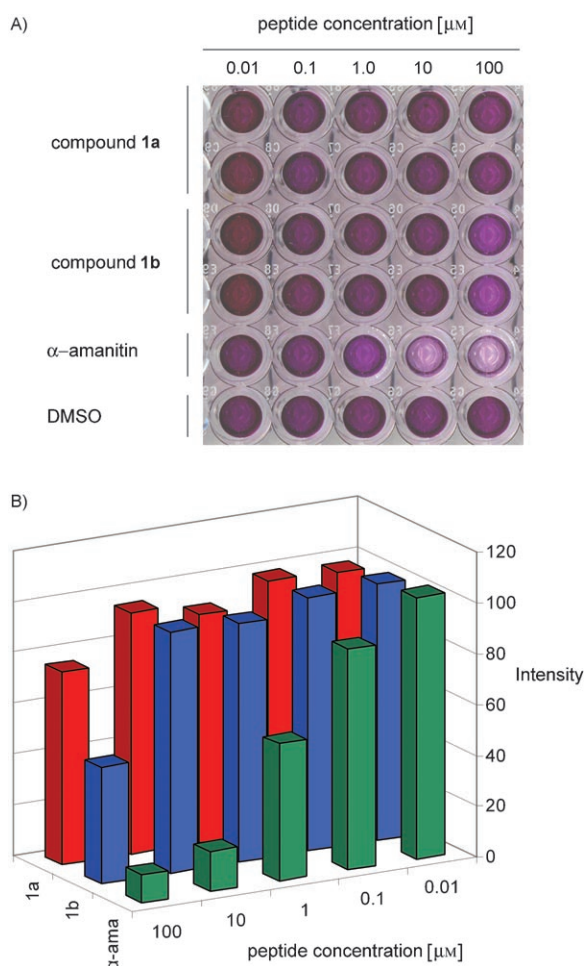 A)
peptide concentration [µM]
0.01 0.1 1.0 10 100
compound 1a
compound 1b
α–amanitin
DMSO
B)
120
100
80
Intensity
60
40
20
0
1a
1b
α-ama
100
10
1
0.1
0.01
peptide concentration [µM]